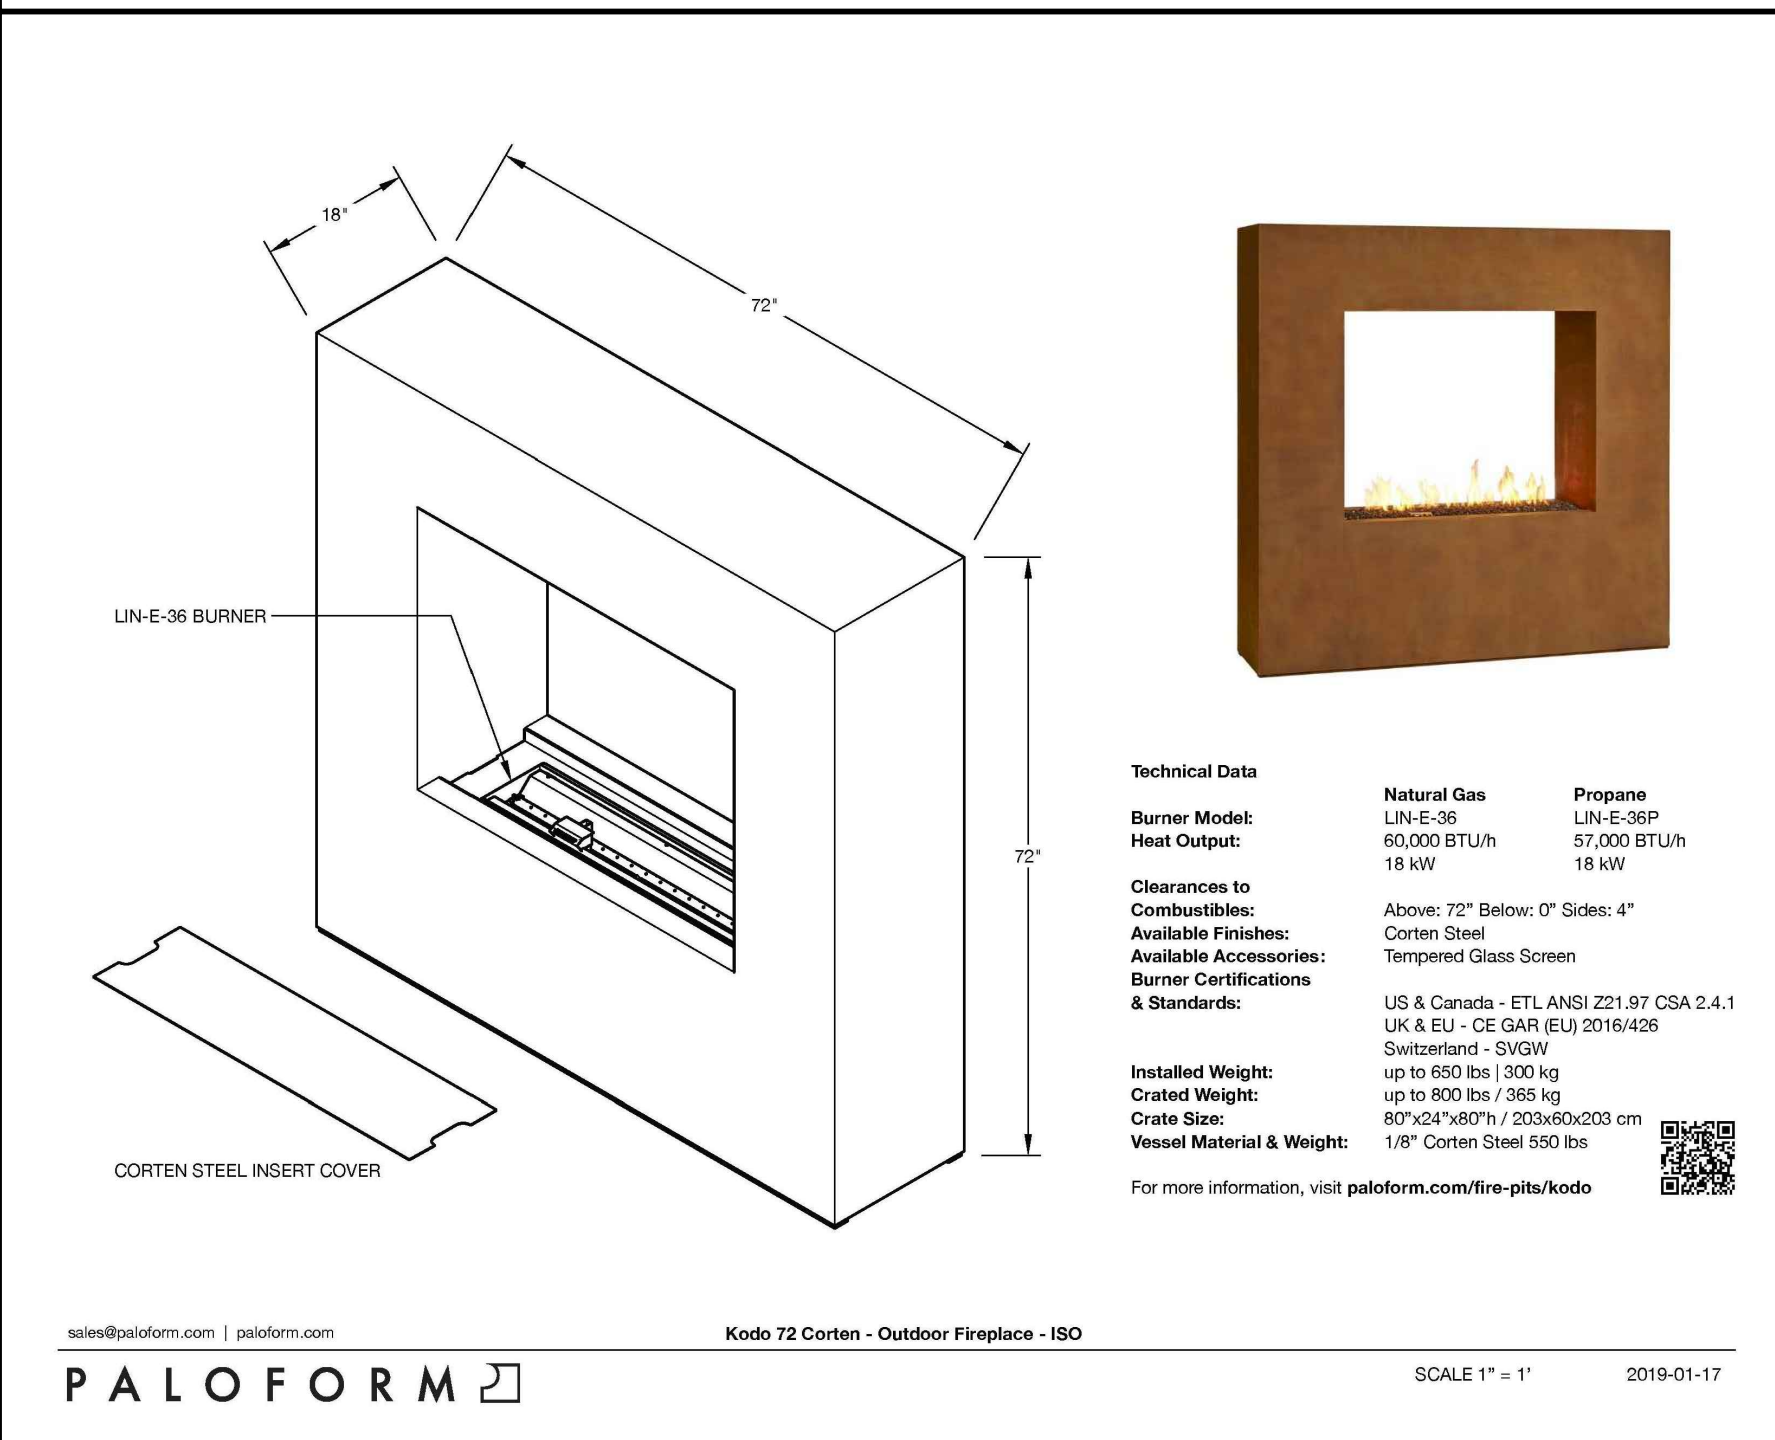 18"
72"
LIN-E-36 BURNER
72"
CORTEN STEEL INSERT COVER
Technical Data
Natural Gas Propane
Burner Model: LIN-E-36 LIN-E-36P
Heat Output: 60,000 BTU/h 57,000 BTU/h
18 kW 18 kW
Clearances to
Combustibles: Above: 72” Below: 0” Sides: 4”
Available Finishes: Corten Steel
Available Accessories: Tempered Glass Screen
Burner Certifications
& Standards: US & Canada - ETL ANSI Z21.97 CSA 2.4.1
UK & EU - CE GAR (EU) 2016/426
Switzerland - SVGW
Installed Weight: up to 650 lbs | 300 kg
Crated Weight: up to 800 lbs / 365 kg
Crate Size: 80”x24”x80”h / 203x60x203 cm
Vessel Material & Weight: 1/8” Corten Steel 550 lbs
For more information, visit paloform.com/fire-pits/kodo
sales@paloform.com | paloform.com
Kodo 72 Corten - Outdoor Fireplace - ISO
PALOFORM
SCALE 1” = 1’
2019-01-17